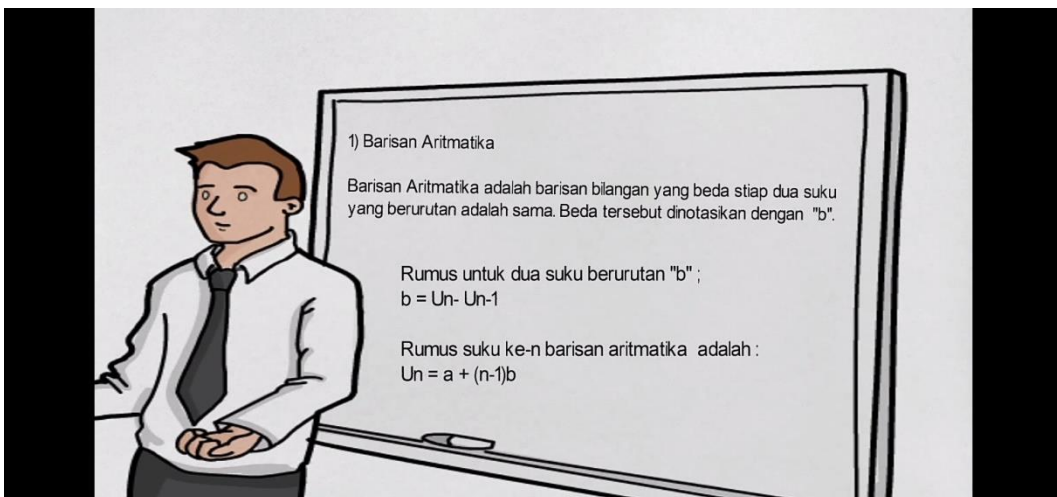 1) Barisan Aritmatika
Barisan Aritmatika adalah barisan bilangan yang beda stiap dua suku
yang berurutan adalah sama. Beda tersebut dinotasikan dengan "b".
Rumus untuk dua suku berurutan "b" ;
b = Un- Un-1
Rumus suku ke-n barisan aritmatika adalah :
Un = a + (n-1)b